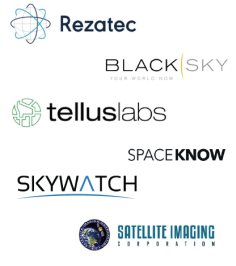 Rezatec
BLACK SKY
YOUR WORLD NOW
telluslabs
SPACEKNOW
SKYWATCH
SATELLITE IMAGING
CORPORATION